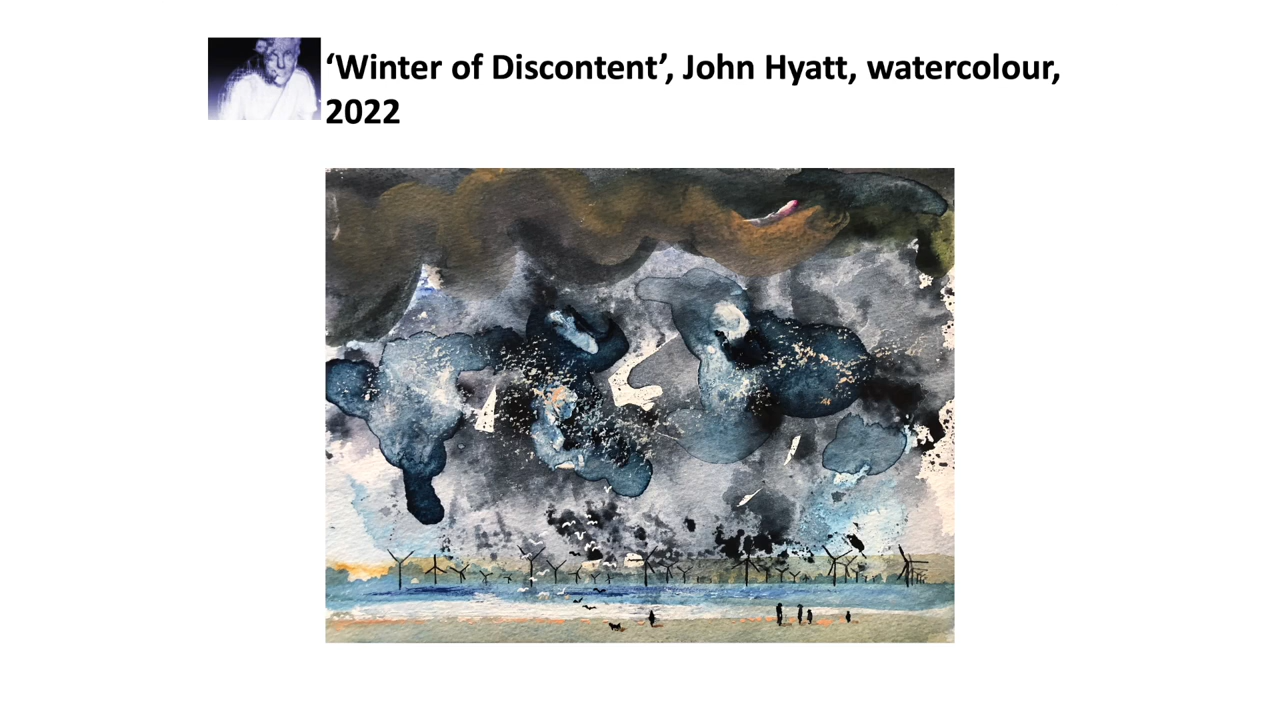 ‘Winter of Discontent’, John Hyatt, watercolour,
2022